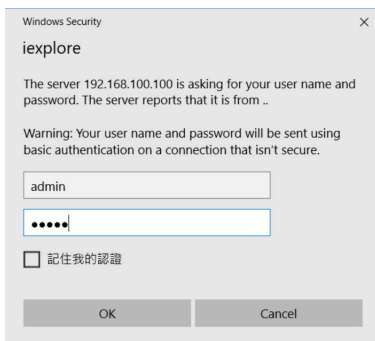 Windows Security
iexplore
The server 192.168.100.100 is asking for your user name and
password. The server reports that it is from ..
Warning: Your user name and password will be sent using
basic authentication on a connection that isn't secure.
admin
●●●●●
記住我的認證
OK
Cancel